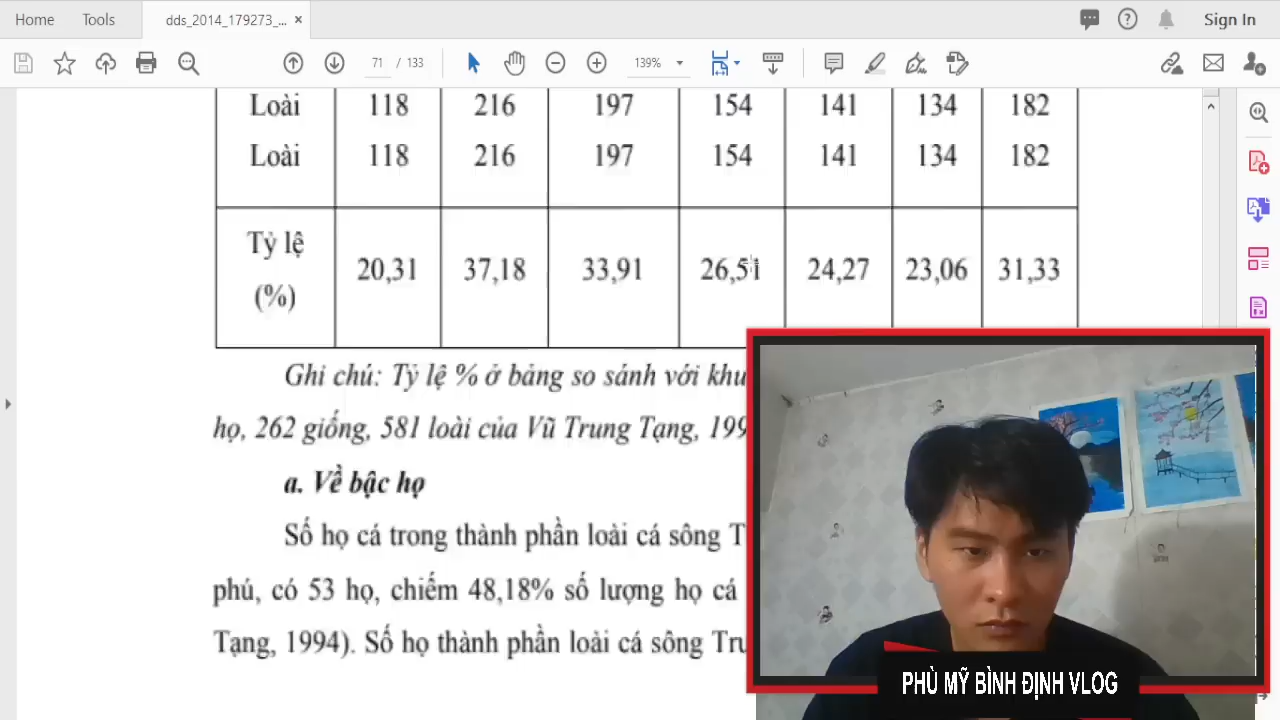 Home Tools dds_2014_179273_... × Sign In
71 / 133 139%
Loài 118 216 197 154 141 134 182
Loài 118 216 197 154 141 134 182
Tỷ lệ
(%) 20,31 37,18 33,91 26,51 24,27 23,06 31,33
Ghi chú: Tỷ lệ % ở bảng so sánh với khu
họ, 262 giống, 581 loài của Vũ Trung Tạng, 199
a. Về bậc họ
Số họ cá trong thành phần loài cá sông T
phú, có 53 họ, chiếm 48,18% số lượng họ cá
Tạng, 1994). Số họ thành phần loài cá sông Tru
PHÙ MỸ BÌNH ĐỊNH VLOG